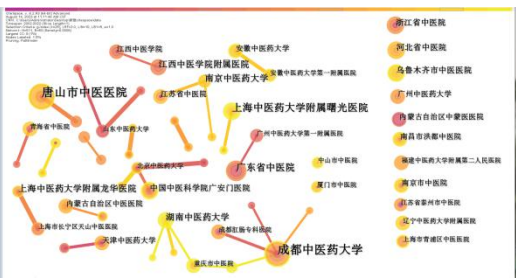 浙江省中医院
河北省中医院
乌鲁木齐市中医院
广州中医药大学
内蒙古自治区中蒙医院
南昌市洪都中医院
福建中医药大学附属第二人民医院
南京市中医院
江苏省泰州市中医院
辽宁中医药大学附属医院
上海市青浦区中医医院
江西中医学院
江西中医学院附属医院
安徽中医药大学
安徽中医药大学第一附属医院
南京中医药大学
江苏省中医院
唐山市中医医院
上海中医药大学附属曙光医院
青海省中医院
山东中医药大学
广州中医药大学第一附属医院
北京中医药大学
广东省中医院
中山市中医院
厦门市中医院
上海中医药大学附属龙华医院
中国中医科学院广安门医院
内蒙古自治区中医医院
湖南中医药大学
上海市长宁区天山中医医院
天津中医药大学
成都肛肠专科医院
成都中医药大学
重庆市中医院